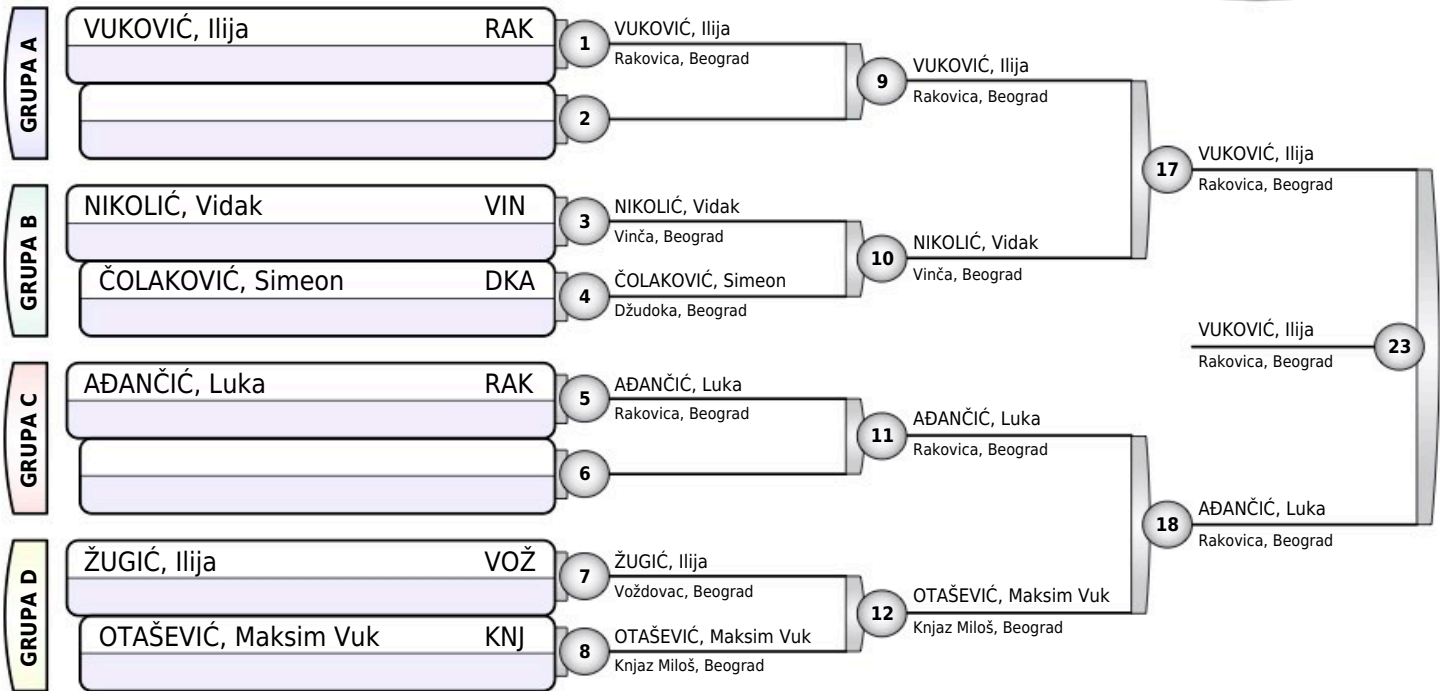 GRUPA A
VUKOVIĆ, Ilija RAK
1
VUKOVIĆ, Ilija
Rakovica, Beograd
2
9
VUKOVIĆ, Ilija
Rakovica, Beograd
GRUPA B
NIKOLIĆ, Vidak VIN
3
NIKOLIĆ, Vidak
Vinča, Beograd
ČOLAKOVIĆ, Simeon DKA
4
ČOLAKOVIĆ, Simeon
Džudoka, Beograd
10
NIKOLIĆ, Vidak
Vinča, Beograd
17
VUKOVIĆ, Ilija
Rakovica, Beograd
GRUPA C
AĐANČIĆ, Luka RAK
5
AĐANČIĆ, Luka
Rakovica, Beograd
6
11
AĐANČIĆ, Luka
Rakovica, Beograd
GRUPA D
ŽUGIĆ, Ilija VOŽ
7
ŽUGIĆ, Ilija
Voždovac, Beograd
OTAŠEVIĆ, Maksim Vuk KNJ
8
OTAŠEVIĆ, Maksim Vuk
Knjaz Miloš, Beograd
12
OTAŠEVIĆ, Maksim Vuk
Knjaz Miloš, Beograd
18
AĐANČIĆ, Luka
Rakovica, Beograd
VUKOVIĆ, Ilija
Rakovica, Beograd
23